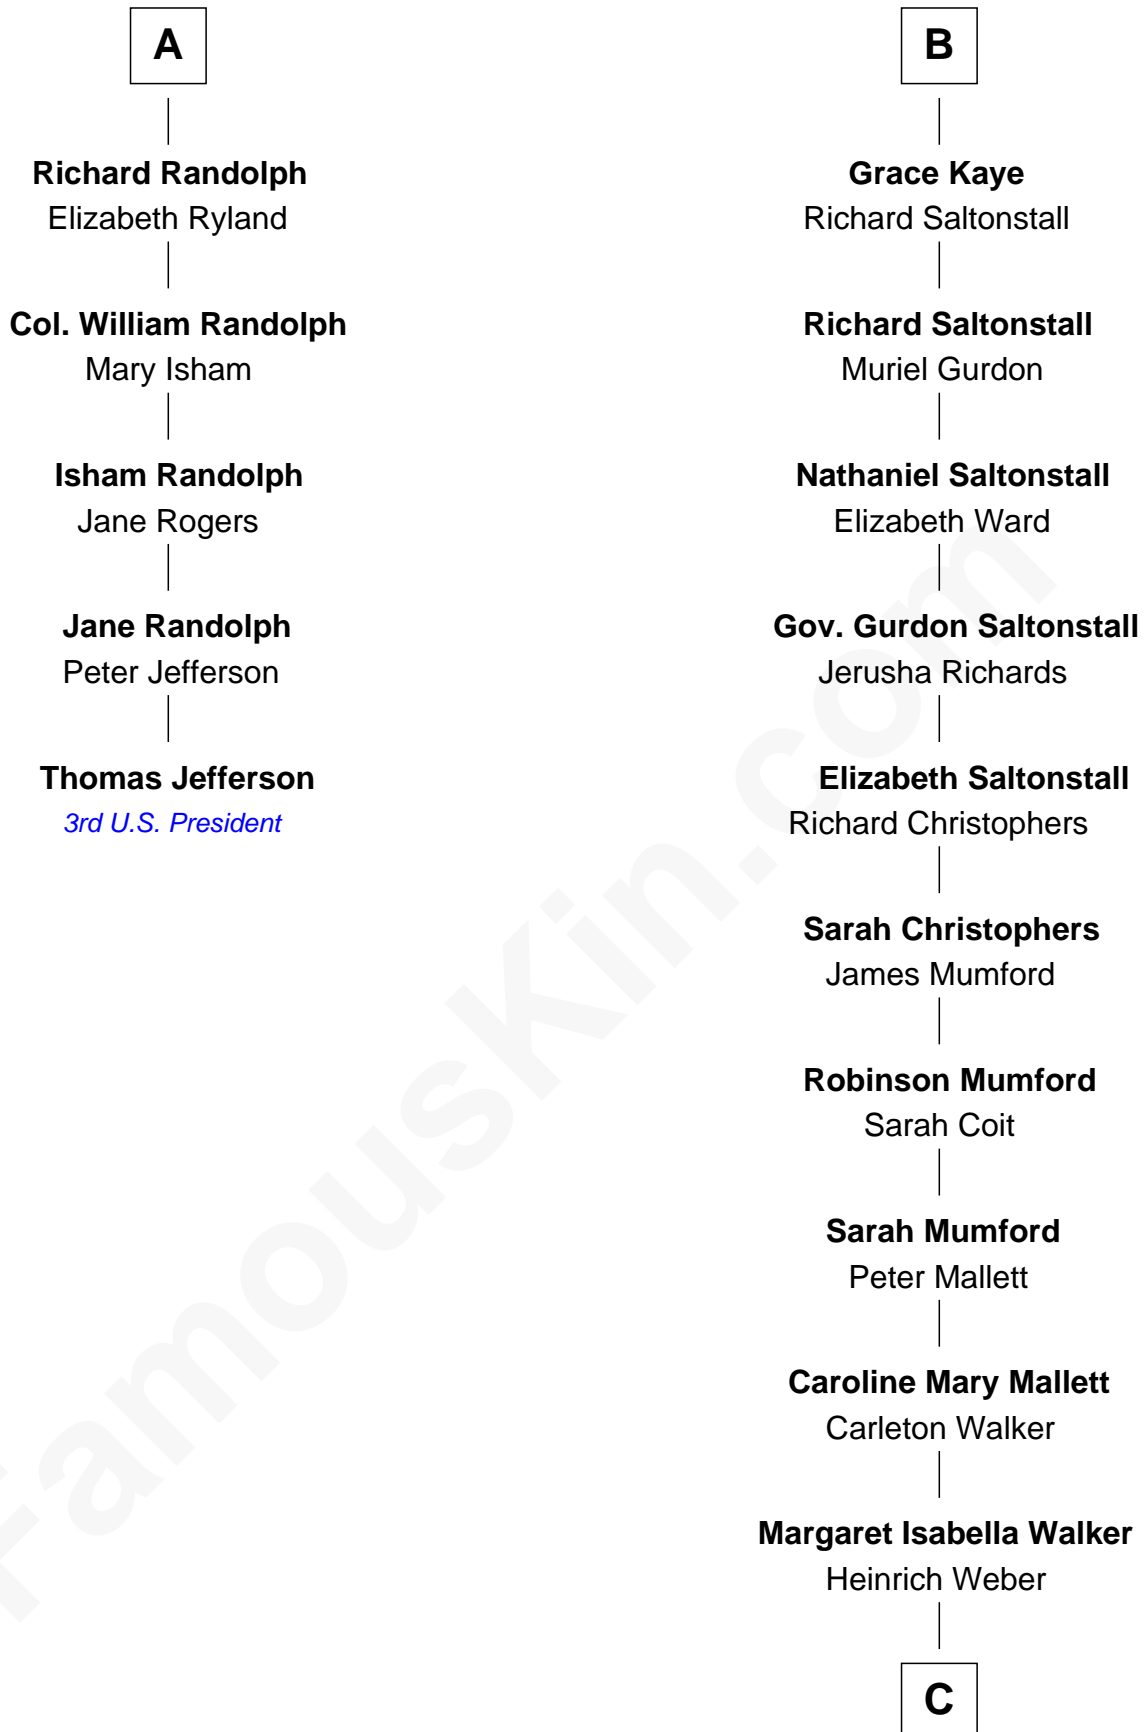 A
Richard Randolph
Elizabeth Ryland
Col. William Randolph
Mary Isham
Isham Randolph
Jane Rogers
Jane Randolph
Peter Jefferson
Thomas Jefferson
3rd U.S. President
B
Grace Kaye
Richard Saltonstall
Richard Saltonstall
Muriel Gurdon
Nathaniel Saltonstall
Elizabeth Ward
Gov. Gurdon Saltonstall
Jerusha Richards
Elizabeth Saltonstall
Richard Christophers
Sarah Christophers
James Mumford
Robinson Mumford
Sarah Coit
Sarah Mumford
Peter Mallett
Caroline Mary Mallett
Carleton Walker
Margaret Isabella Walker
Heinrich Weber
C
FamousKin.com